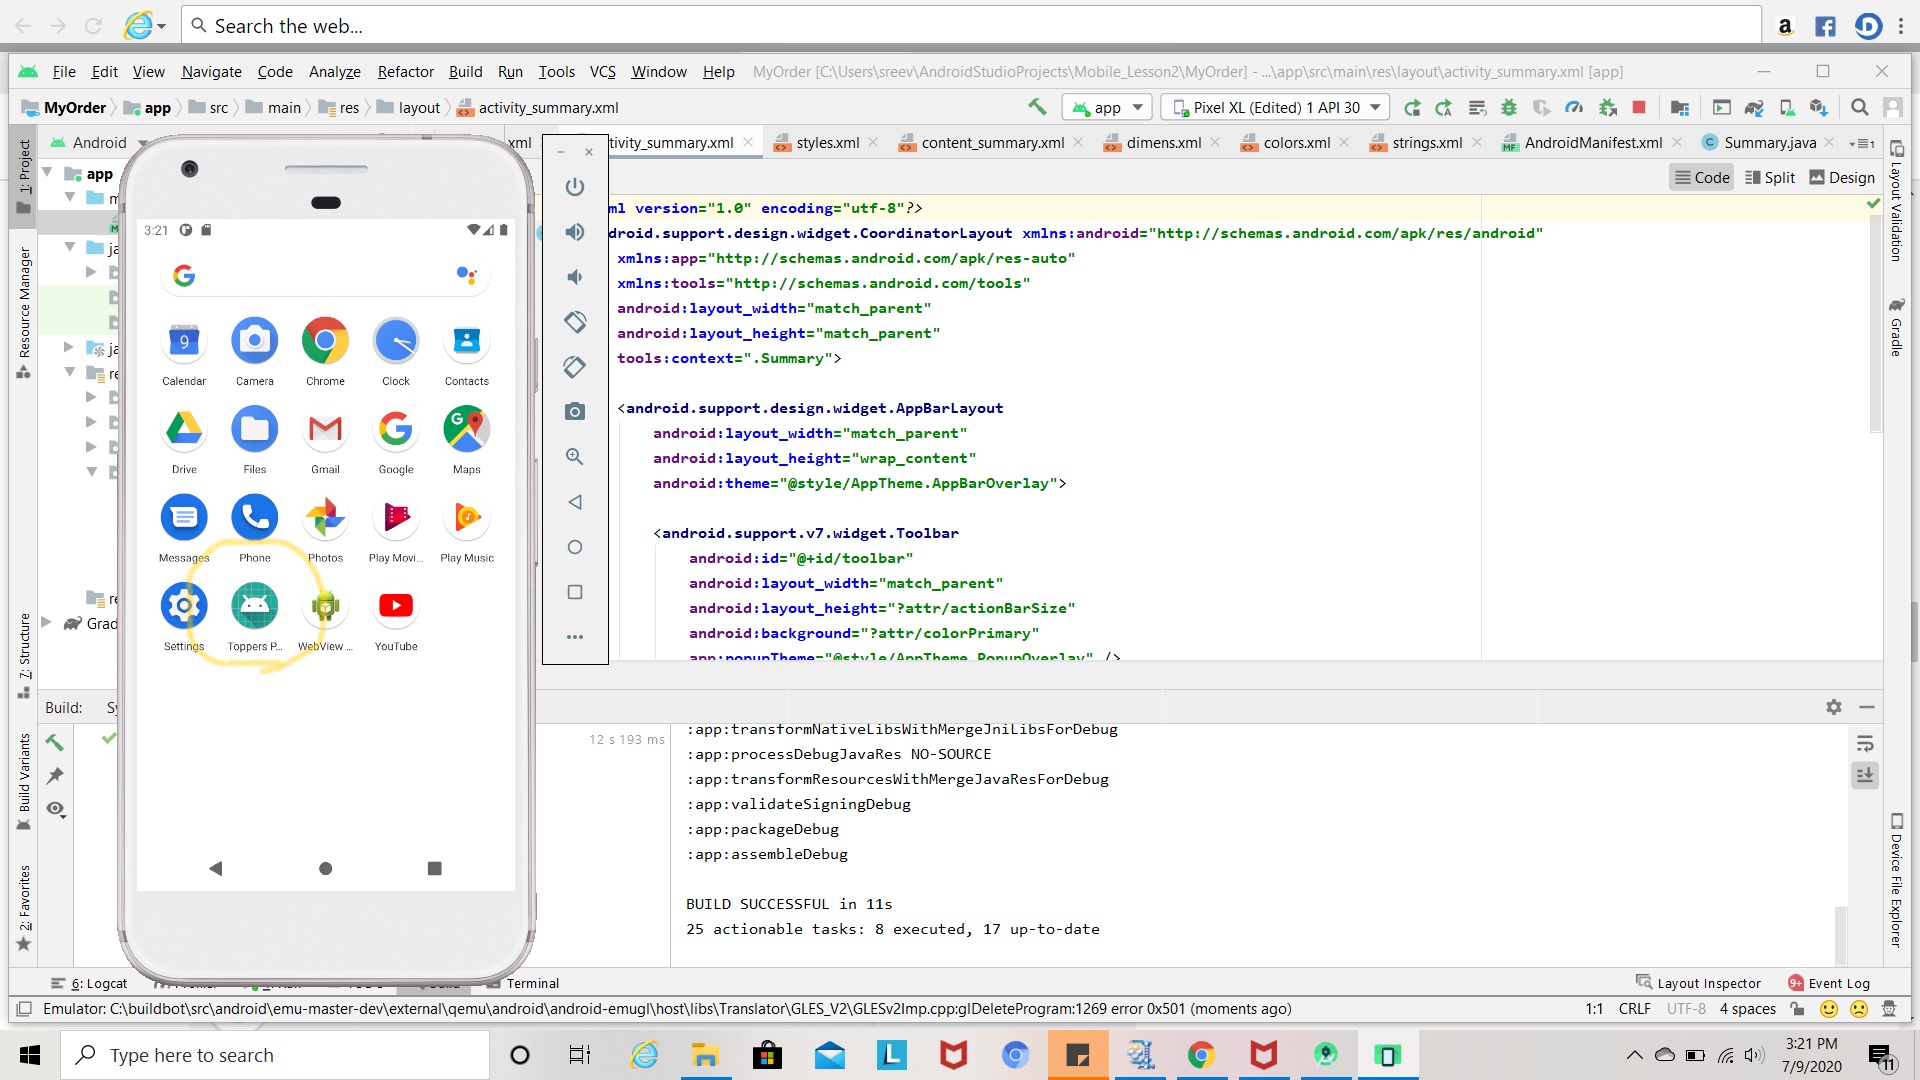 Search the web...
File Edit View Navigate Code Analyze Refactor Build Run Tools VCS Window Help MyOrder [C:\Users\sreev\AndroidStudioProjects\Mobile_Lesson2\MyOrder] - ...\app\src\main\res\layout\activity_summary.xml [app]
MyOrder app src main res layout activity_summary.xml app Pixel XL (Edited) 1 API 30
Android xml tivity_summary.xml styles.xml content_summary.xml dimens.xml colors.xml strings.xml AndroidManifest.xml Summary.java
Code Split Design
1: Project
Resource Manager
7: Structure
Build Variants
2: Favorites
app
Grad
3:21
9
Calendar Camera Chrome Clock Contacts
Drive Files Gmail Google Maps
Messages Phone Photos Play Movi... Play Music
Settings Toppers P... WebView ... YouTube
ml version="1.0" encoding="utf-8"?>
droid.support.design.widget.CoordinatorLayout xmlns:android="http://schemas.android.com/apk/res/android"
xmlns:app="http://schemas.android.com/apk/res-auto"
xmlns:tools="http://schemas.android.com/tools"
android:layout_width="match_parent"
android:layout_height="match_parent"
tools:context=".Summary">
<android.support.design.widget.AppBarLayout
android:layout_width="match_parent"
android:layout_height="wrap_content"
android:theme="@style/AppTheme.AppBarOverlay">
<android.support.v7.widget.Toolbar
android:id="@+id/toolbar"
android:layout_width="match_parent"
android:layout_height="?attr/actionBarSize"
android:background="?attr/colorPrimary"
app:popupTheme="@style/AppTheme.PopupOverlay" />
Layout Validation
Gradle
Device File Explorer
Build: Sy
12 s 193 ms
:app:transformNativeLibsWithMergeJniLibsForDebug
:app:processDebugJavaRes NO-SOURCE
:app:transformResourcesWithMergeJavaResForDebug
:app:validateSigningDebug
:app:packageDebug
:app:assembleDebug
BUILD SUCCESSFUL in 11s
25 actionable tasks: 8 executed, 17 up-to-date
6: Logcat Terminal Layout Inspector 9+ Event Log
Emulator: C:\buildbot\src\android\emu-master-dev\external\qemu\android\android-emugl\host\libs\Translator\GLES_V2\GLESv2Imp.cpp:glDeleteProgram:1269 error 0x501 (moments ago) 1:1 CRLF UTF-8 4 spaces
Type here to search
3:21 PM
7/9/2020
11